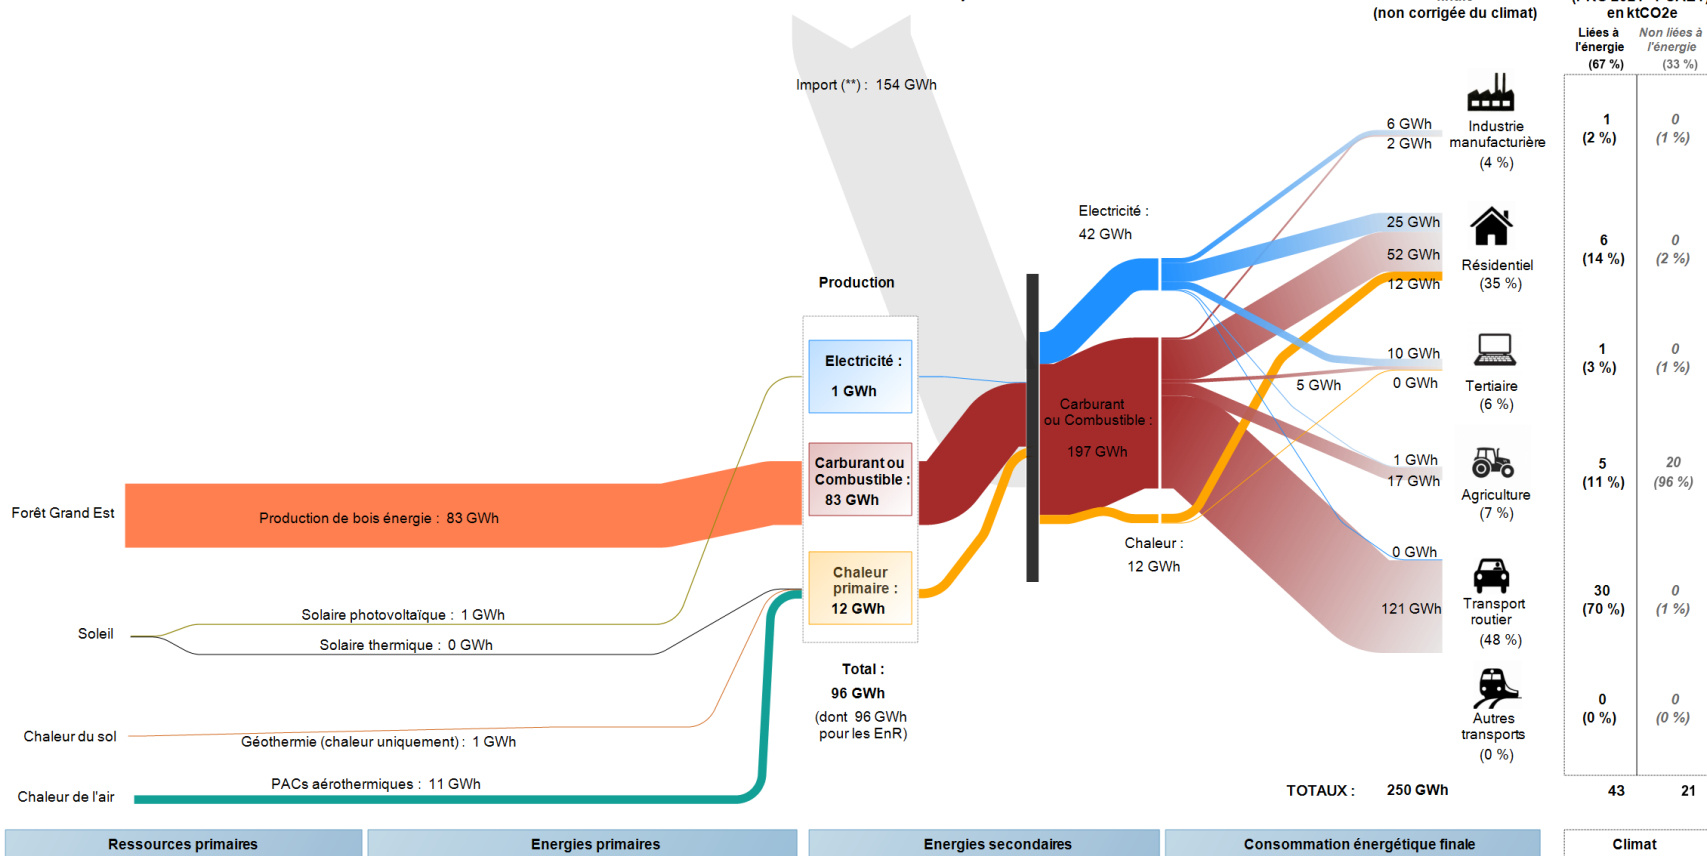 (non corrigée du climat)
en ktCO2e
Liées à
l'énergie
(67 %)
Non liées à
l'énergie
(33 %)
Import (**) : 154 GWh
6 GWh
2 GWh
Industrie
manufacturière
(4 %)
1
(2 %)
0
(1 %)
Electricité :
42 GWh
25 GWh
52 GWh
12 GWh
Résidentiel
(35 %)
6
(14 %)
0
(2 %)
Production
Electricité :
1 GWh
10 GWh
5 GWh
0 GWh
Tertiaire
(6 %)
1
(3 %)
0
(1 %)
Carburant
ou Combustible :
197 GWh
Carburant ou
Combustible :
83 GWh
1 GWh
17 GWh
Agriculture
(7 %)
5
(11 %)
20
(96 %)
Forêt Grand Est
Production de bois énergie : 83 GWh
Chaleur :
12 GWh
Chaleur
primaire :
12 GWh
0 GWh
121 GWh
Transport
routier
(48 %)
30
(70 %)
0
(1 %)
Soleil
Solaire photovoltaïque : 1 GWh
Solaire thermique : 0 GWh
Total :
96 GWh
(dont 96 GWh
pour les EnR)
Autres
transports
(0 %)
0
(0 %)
0
(0 %)
Chaleur du sol
Géothermie (chaleur uniquement) : 1 GWh
Chaleur de l'air
PACs aérothermiques : 11 GWh
TOTAUX : 250 GWh
43
21
Ressources primaires
Energies primaires
Energies secondaires
Consommation énergétique finale
Climat